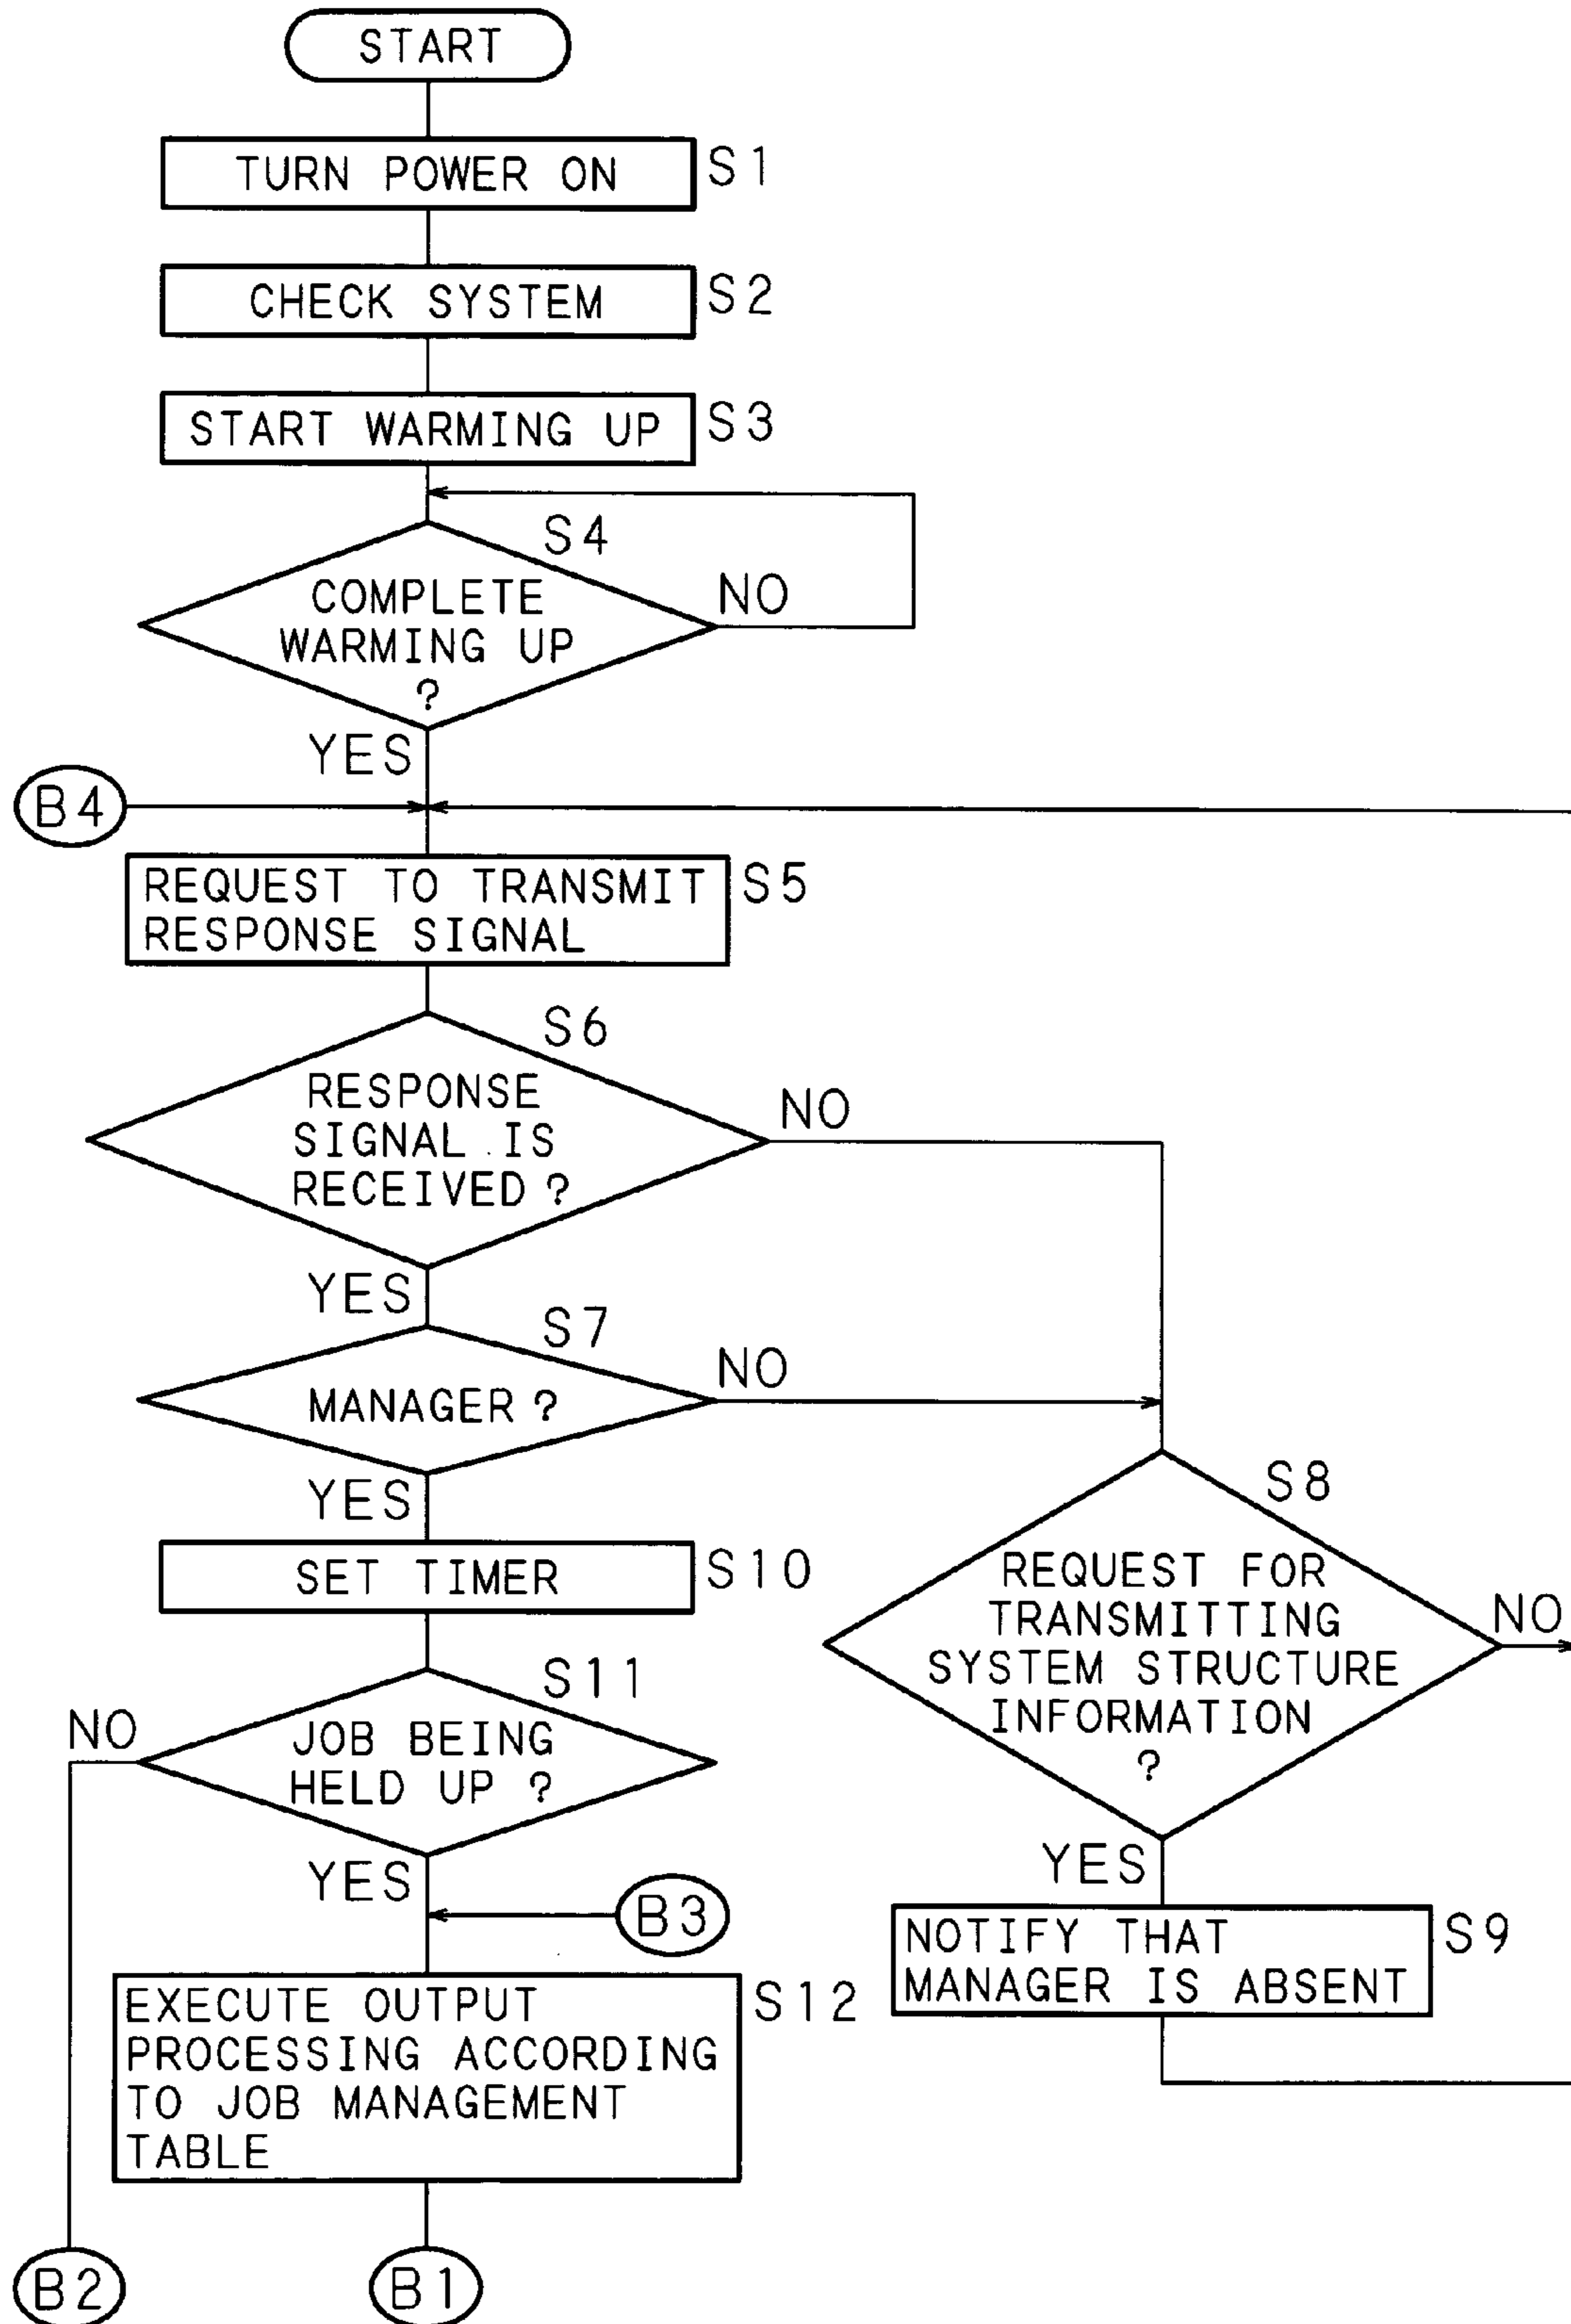 START
TURN POWER ON
S1
CHECK SYSTEM
S2
START WARMING UP
S3
S4
COMPLETE
WARMING UP
?
NO
YES
B4
REQUEST TO TRANSMIT
RESPONSE SIGNAL
S5
S6
RESPONSE
SIGNAL IS
RECEIVED ?
NO
YES
S7
MANAGER ?
NO
YES
S8
REQUEST FOR
TRANSMITTING
SYSTEM STRUCTURE
INFORMATION
?
NO
YES
NOTIFY THAT
MANAGER IS ABSENT
S9
SET TIMER
S10
S11
JOB BEING
HELD UP ?
NO
YES
B3
EXECUTE OUTPUT
PROCESSING ACCORDING
TO JOB MANAGEMENT
TABLE
S12
B2
B1